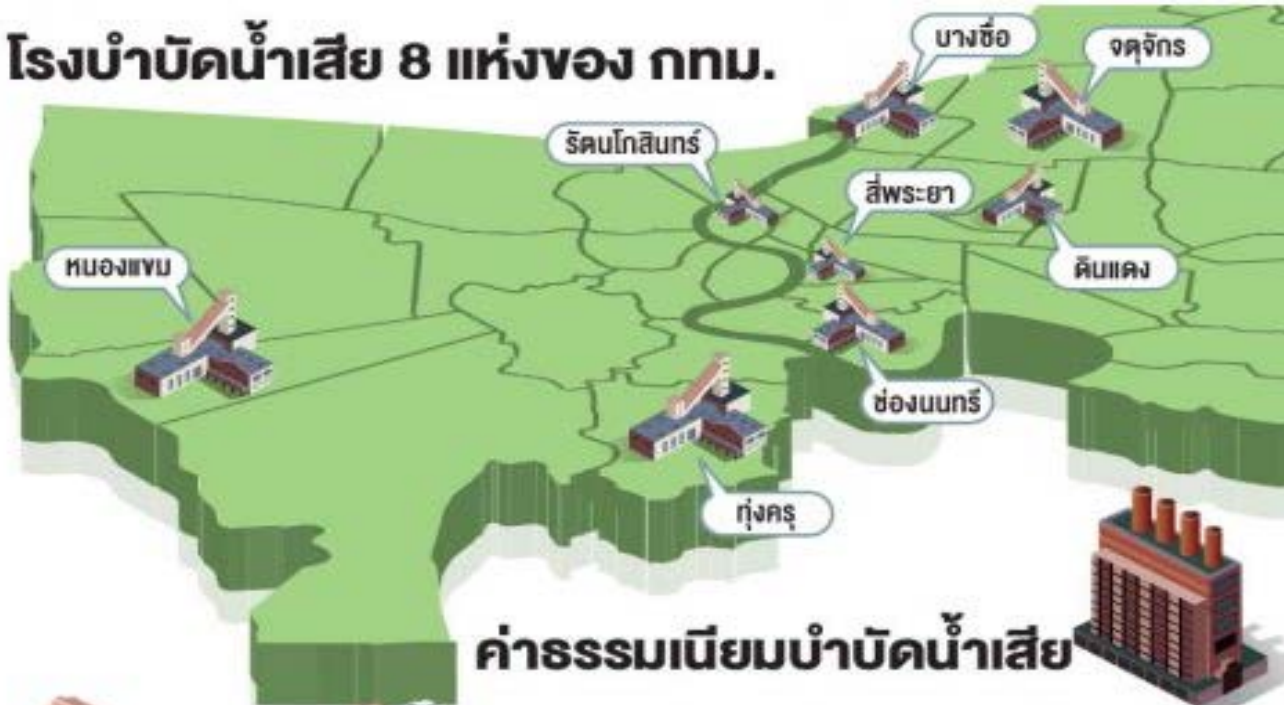 โรงบำบัดน้ำเสีย 8 แห่งของ กทม.
บางซื่อ
จตุจักร
รัตนโกสินทร์
สี่พระยา
หนองแขม
ดินแดง
ช่องนนทรี
ทุ่งครุ
ค่าธรรมเนียมบำบัดน้ำเสีย